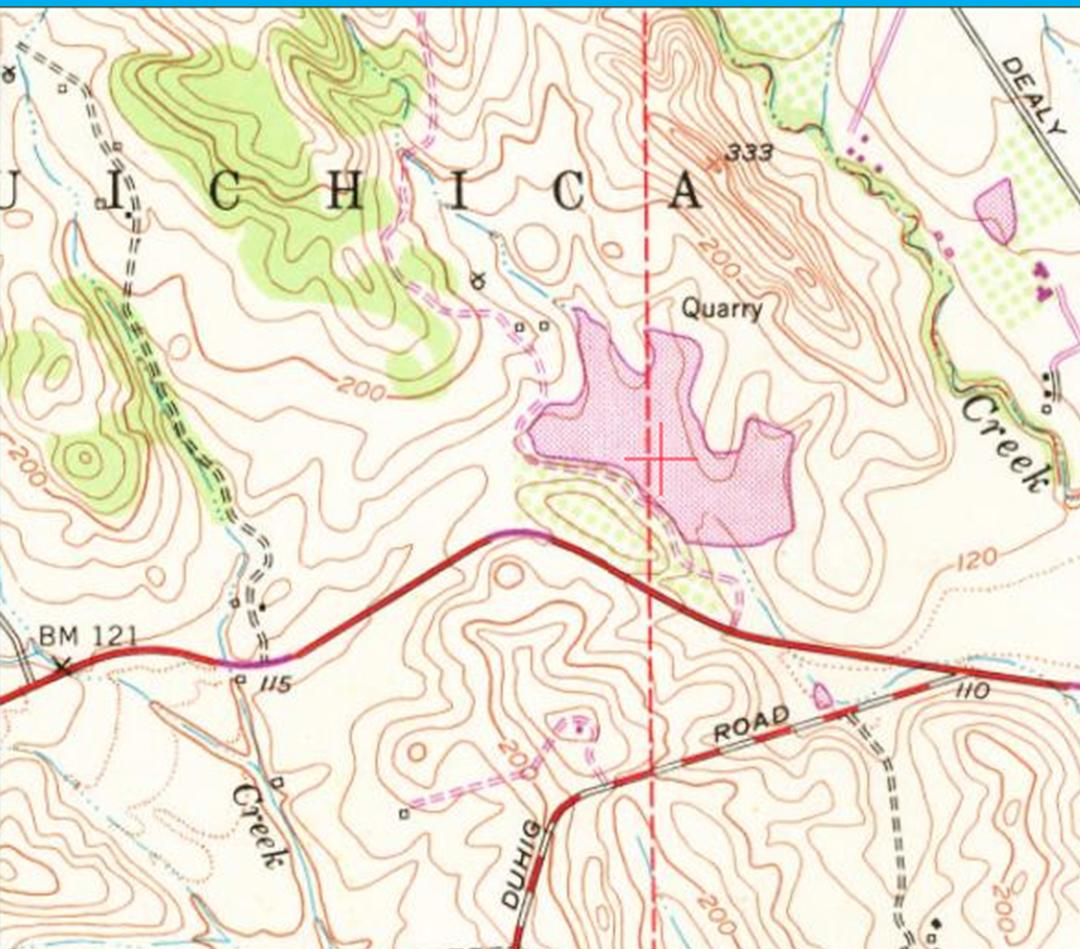 DEALY
333
U I C H I C A
200
Quarry
200
Creek
200
120
BM 121
115
110
ROAD
200
Creek
DUHIG
200
200